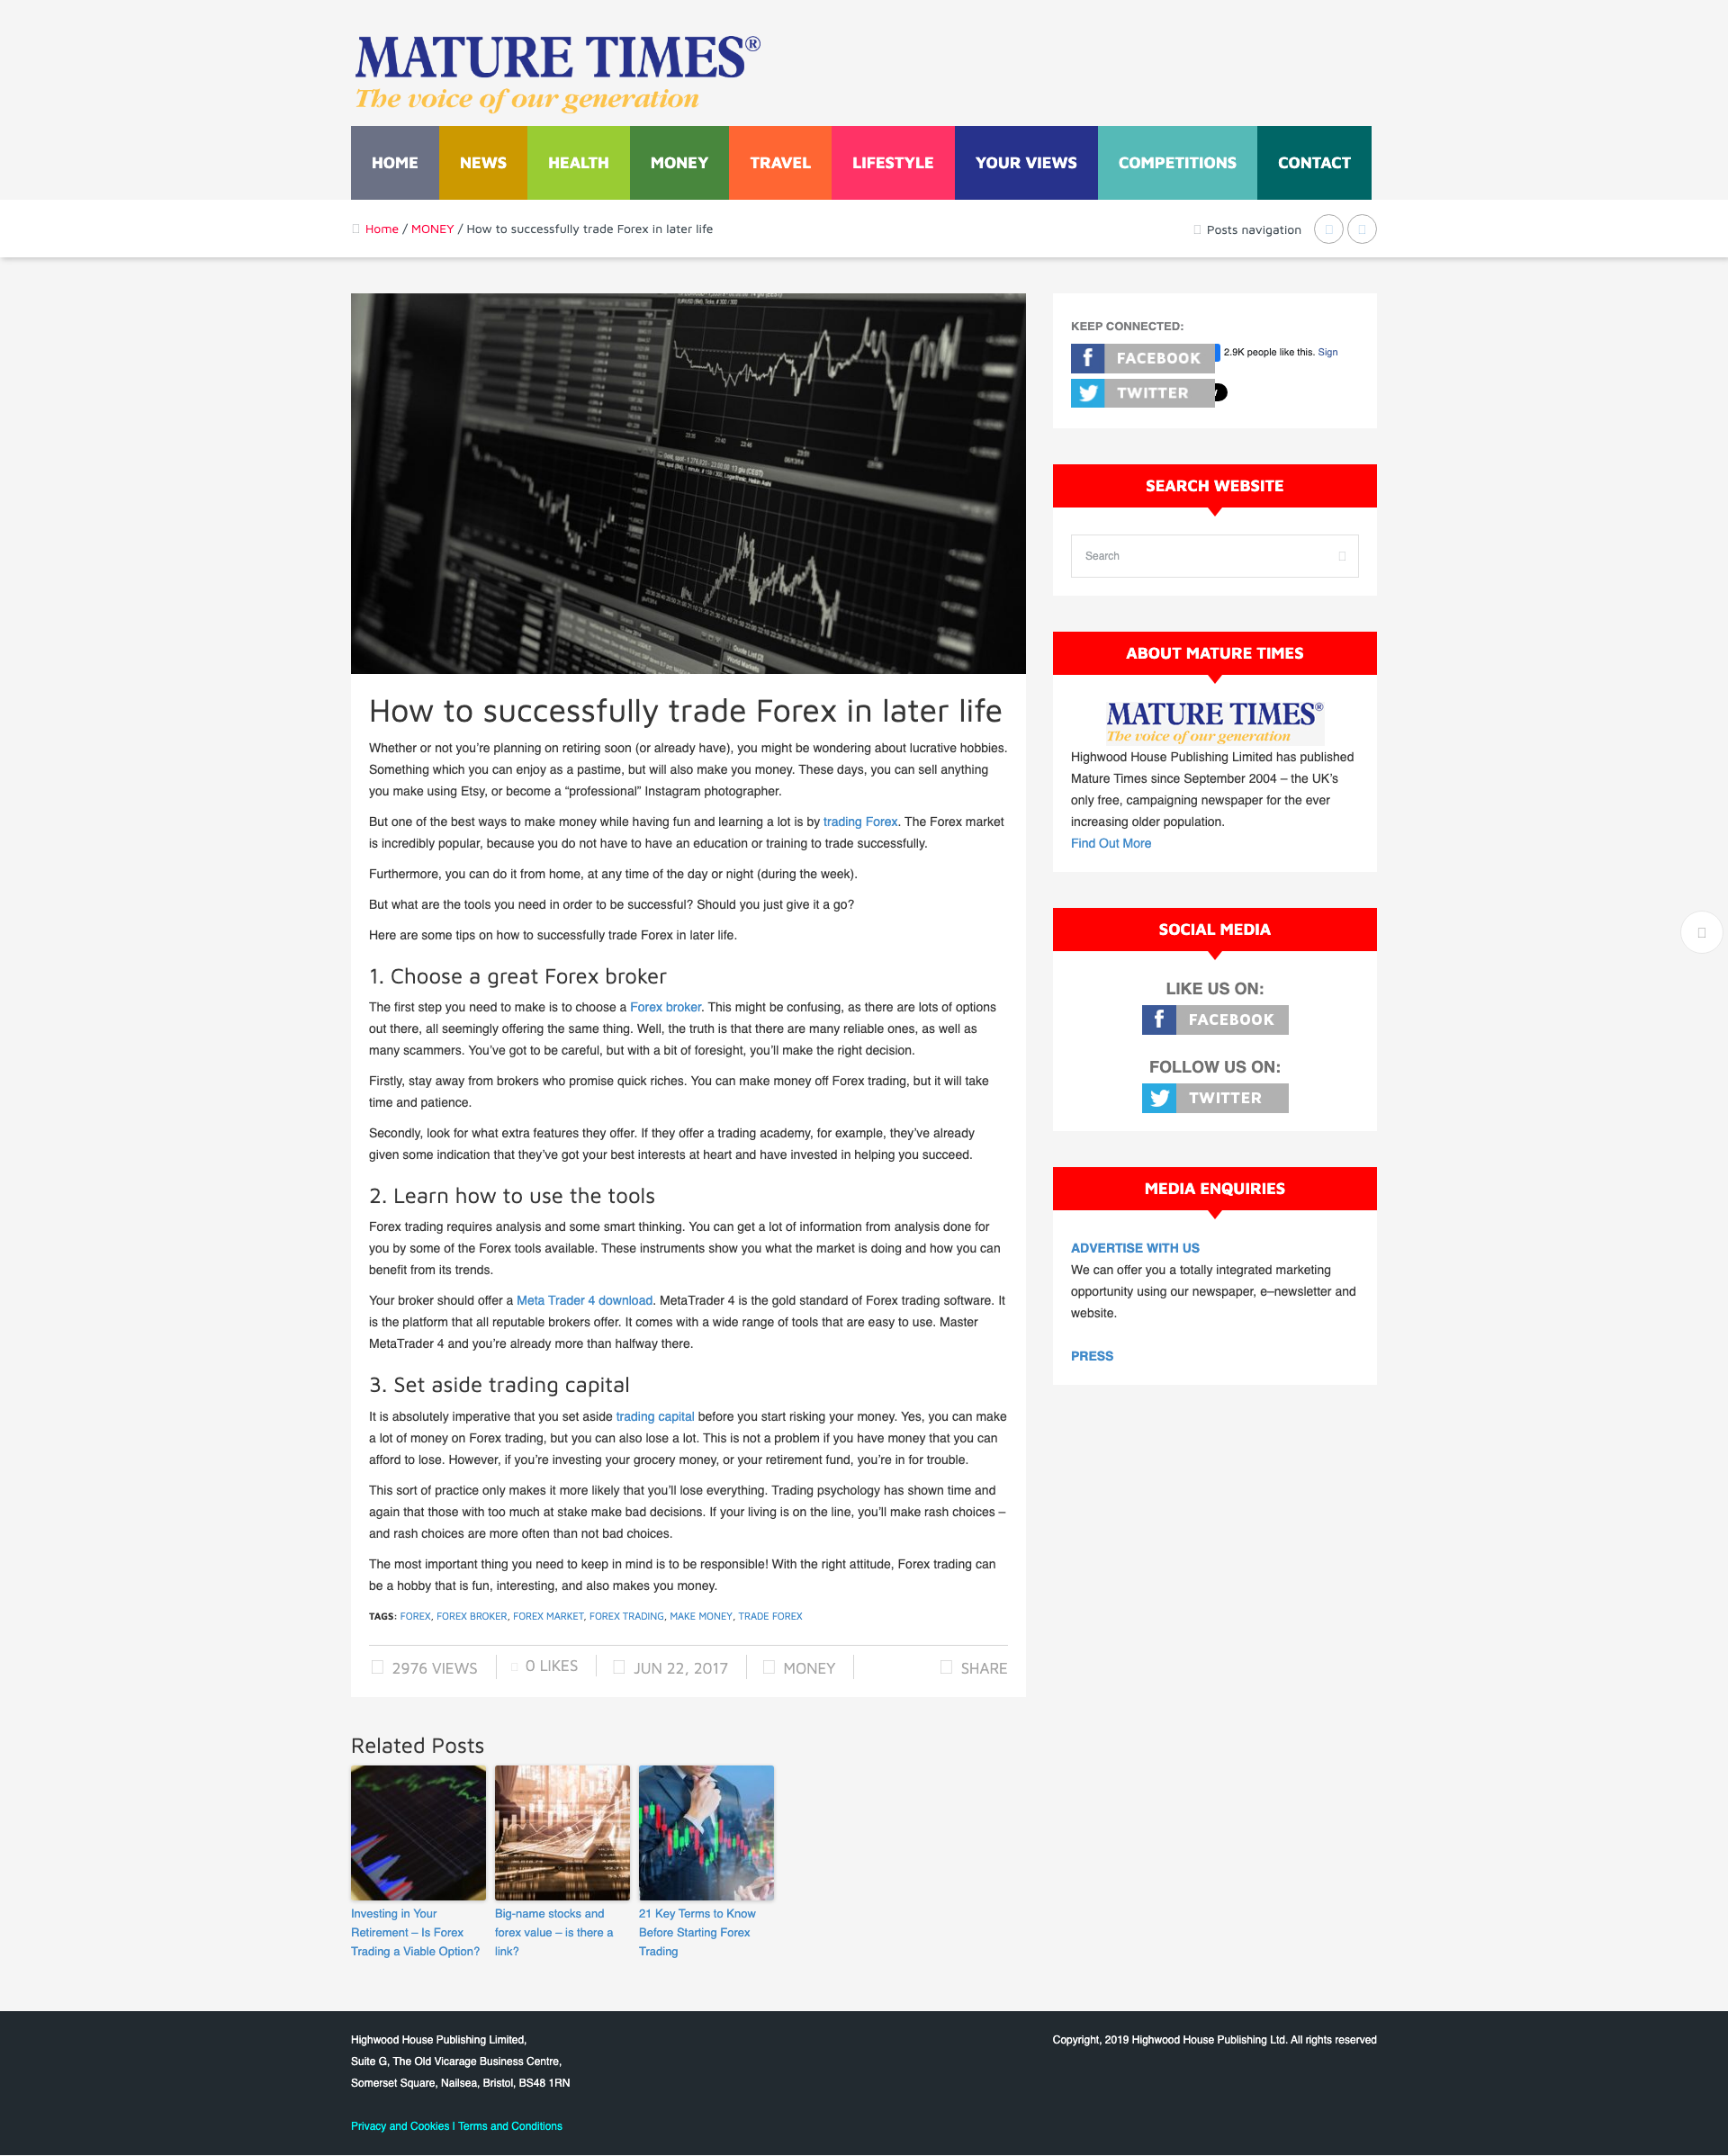 MATURE TIMES®
The voice of our generation
HOME NEWS HEALTH MONEY TRAVEL LIFESTYLE YOUR VIEWS COMPETITIONS CONTACT
Home / MONEY / How to successfully trade Forex in later life
Posts navigation
How to successfully trade Forex in later life
Whether or not you’re planning on retiring soon (or already have), you might be wondering about lucrative hobbies.
Something which you can enjoy as a pastime, but will also make you money. These days, you can sell anything
you make using Etsy, or become a “professional” Instagram photographer.
But one of the best ways to make money while having fun and learning a lot is by trading Forex. The Forex market
is incredibly popular, because you do not have to have an education or training to trade successfully.
Furthermore, you can do it from home, at any time of the day or night (during the week).
But what are the tools you need in order to be successful? Should you just give it a go?
Here are some tips on how to successfully trade Forex in later life.
1. Choose a great Forex broker
The first step you need to make is to choose a Forex broker. This might be confusing, as there are lots of options
out there, all seemingly offering the same thing. Well, the truth is that there are many reliable ones, as well as
many scammers. You’ve got to be careful, but with a bit of foresight, you’ll make the right decision.
Firstly, stay away from brokers who promise quick riches. You can make money off Forex trading, but it will take
time and patience.
Secondly, look for what extra features they offer. If they offer a trading academy, for example, they’ve already
given some indication that they’ve got your best interests at heart and have invested in helping you succeed.
2. Learn how to use the tools
Forex trading requires analysis and some smart thinking. You can get a lot of information from analysis done for
you by some of the Forex tools available. These instruments show you what the market is doing and how you can
benefit from its trends.
Your broker should offer a Meta Trader 4 download. MetaTrader 4 is the gold standard of Forex trading software. It
is the platform that all reputable brokers offer. It comes with a wide range of tools that are easy to use. Master
MetaTrader 4 and you’re already more than halfway there.
3. Set aside trading capital
It is absolutely imperative that you set aside trading capital before you start risking your money. Yes, you can make
a lot of money on Forex trading, but you can also lose a lot. This is not a problem if you have money that you can
afford to lose. However, if you’re investing your grocery money, or your retirement fund, you’re in for trouble.
This sort of practice only makes it more likely that you’ll lose everything. Trading psychology has shown time and
again that those with too much at stake make bad decisions. If your living is on the line, you’ll make rash choices –
and rash choices are more often than not bad choices.
The most important thing you need to keep in mind is to be responsible! With the right attitude, Forex trading can
be a hobby that is fun, interesting, and also makes you money.
TAGS: FOREX, FOREX BROKER, FOREX MARKET, FOREX TRADING, MAKE MONEY, TRADE FOREX
2976 VIEWS 0 LIKES JUN 22, 2017 MONEY SHARE
KEEP CONNECTED:
FACEBOOK 2.9K people like this. Sign
TWITTER
SEARCH WEBSITE
Search
ABOUT MATURE TIMES
MATURE TIMES®
The voice of our generation
Highwood House Publishing Limited has published
Mature Times since September 2004 – the UK’s
only free, campaigning newspaper for the ever
increasing older population.
Find Out More
SOCIAL MEDIA
LIKE US ON:
FACEBOOK
FOLLOW US ON:
TWITTER
MEDIA ENQUIRIES
ADVERTISE WITH US
We can offer you a totally integrated marketing
opportunity using our newspaper, e–newsletter and
website.
PRESS
Related Posts
Investing in Your
Retirement – Is Forex
Trading a Viable Option?
Big-name stocks and
forex value – is there a
link?
21 Key Terms to Know
Before Starting Forex
Trading
Highwood House Publishing Limited,
Suite G, The Old Vicarage Business Centre,
Somerset Square, Nailsea, Bristol, BS48 1RN
Privacy and Cookies I Terms and Conditions
Copyright, 2019 Highwood House Publishing Ltd. All rights reserved